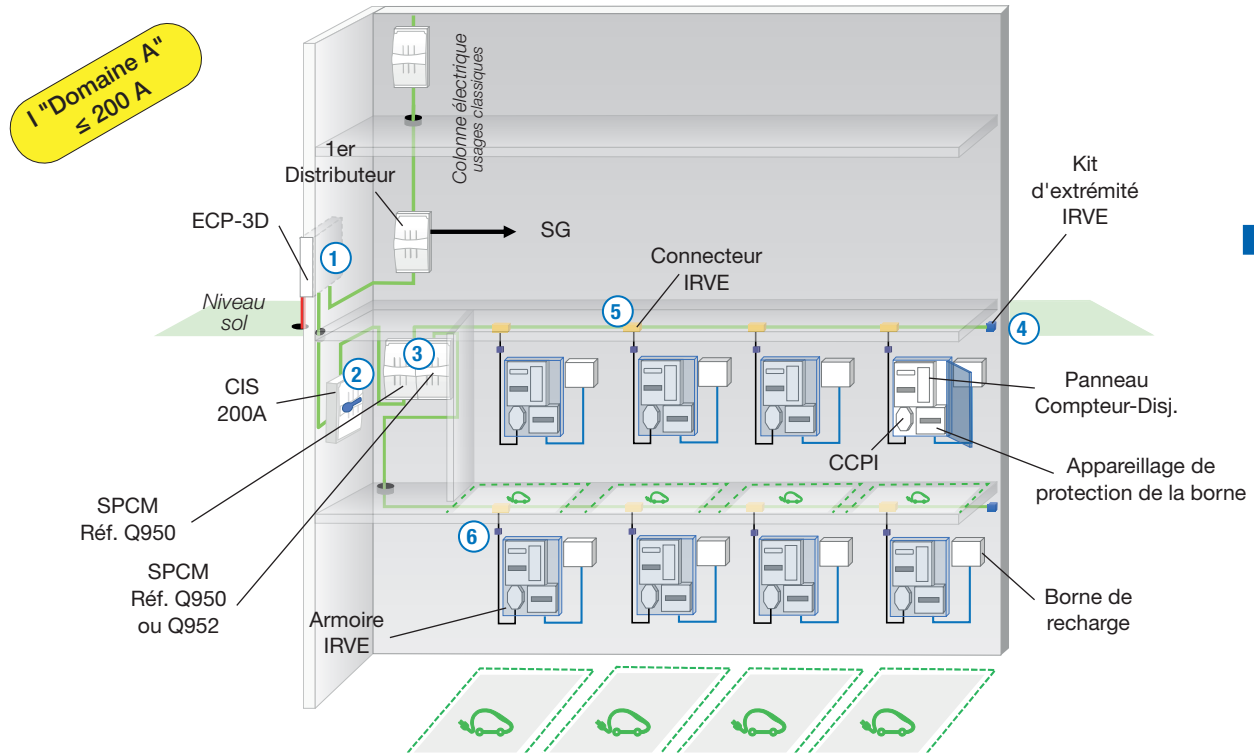 I "Domaine A"
≤ 200 A
Colonne électrique
usages classiques
1er
Distributeur
ECP-3D
1
SG
Kit
d'extrémité
IRVE
Connecteur
IRVE
Niveau
sol
5
4
3
2
CIS
200A
Panneau
Compteur-Disj.
CCPI
Appareillage de
protection de la borne
SPCM
Réf. Q950
6
SPCM
Réf. Q950
ou Q952
Armoire
IRVE
Borne de
recharge